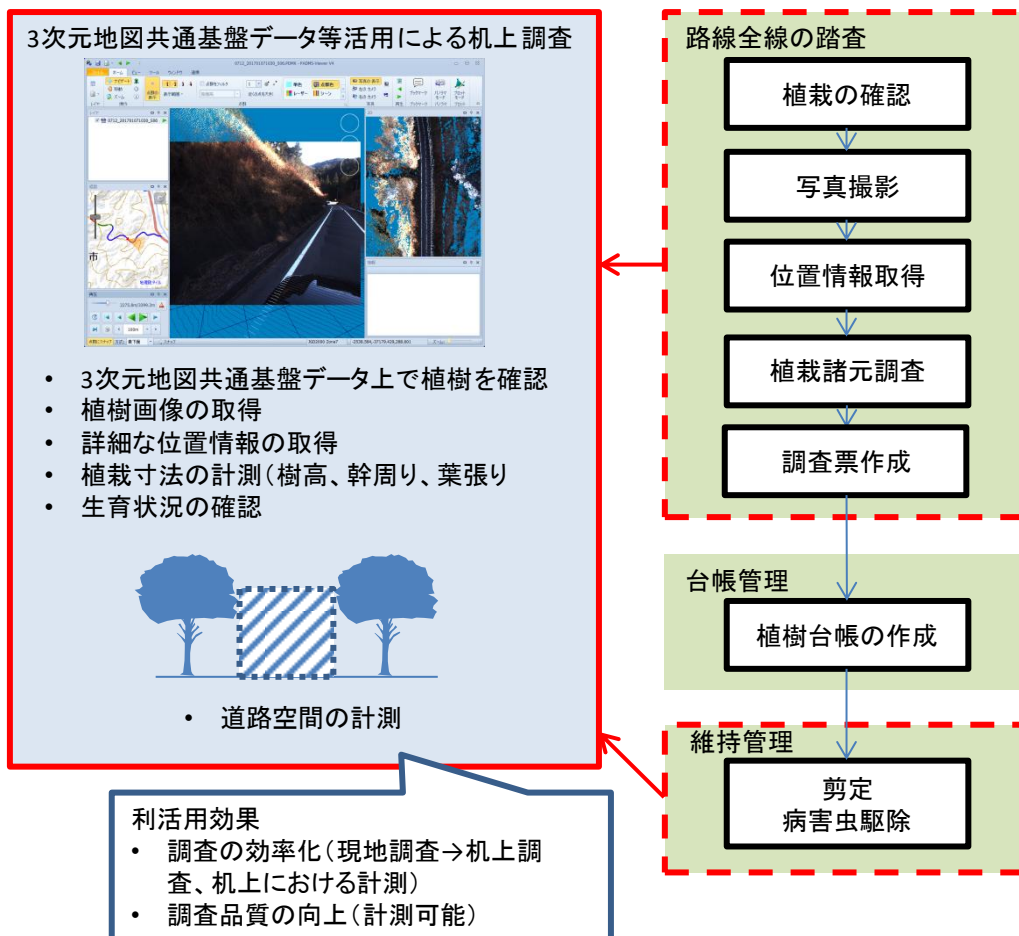 3次元地図共通基盤データ等活用による机上調査
ホーム
• 3次元地図共通基盤データ上で植樹を確認
• 植樹画像の取得
• 詳細な位置情報の取得
• 植栽寸法の計測(樹高、幹周り、葉張り
• 生育状況の確認
• 道路空間の計測
利活用効果
• 調査の効率化(現地調査→机上調
査、机上における計測)
• 調査品質の向上(計測可能)
路線全線の踏査
植栽の確認
写真撮影
位置情報取得
植栽諸元調査
調査票作成
台帳管理
植樹台帳の作成
維持管理
剪定
病害虫駆除